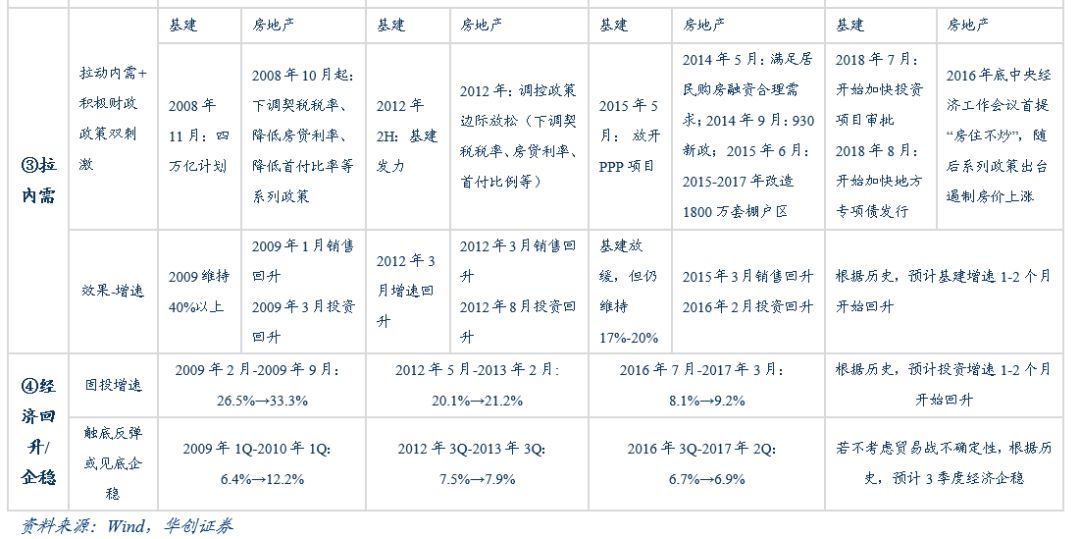 基建
房地产
基建
房地产
基建
房地产
基建
房地产
③拉
内需
拉动内需+
积极财政
政策双刺
激
2008年
11月：四
万亿计划
2008年10月起：
下调契税税率、
降低房贷利率、
降低首付比率等
系列政策
2012年
2H：基建
发力
2012年：调控政策
边际放松（下调契
税税率、房贷利率、
首付比例等）
2015年5
月： 放开
PPP项目
2014年5月：满足居
民购房融资合理需
求；2014年9月：930
新政；2015年6月：
2015-2017年改造
1800万套棚户区
2018年7月：
开始加快投资
项目审批
2018年8月：
开始加快地方
专项债发行
2016年底中央经
济工作会议首提
“房住不炒”，随
后系列政策出台
遏制房价上涨
效果-增速
2009维持
40%以上
2009年1月销售
回升
2009年3月投资
回升
2012年3
月增速回
升
2012年3月销售回
升
2012年8月投资回
升
基建放
缓，但仍
维持
17%-20%
2015年3月销售回升
2016年2月投资回升
根据历史，预计基建增速1-2个月
开始回升
④经
济回
升/
企稳
固投增速
2009年2月-2009年9月：
26.5%→33.3%
2012年5月-2013年2月:
20.1%→21.2%
2016年7月-2017年3月：
8.1%→9.2%
根据历史，预计投资增速1-2个月
开始回升
触底反弹
或见底企
稳
2009年1Q-2010年1Q:
6.4%→12.2%
2012年3Q-2013年3Q:
7.5%→7.9%
2016年3Q-2017年2Q:
6.7%→6.9%
若不考虑贸易战不确定性，根据历
史，预计3季度经济企稳
资料来源：Wind，华创证券